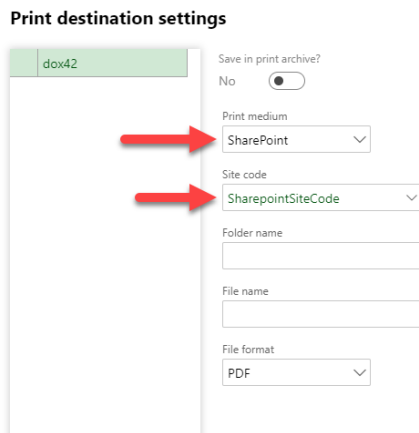 Print destination settings
dox42
Save in print archive?
No
Print medium
SharePoint
Site code
SharepointSiteCode
Folder name
File name
File format
PDF